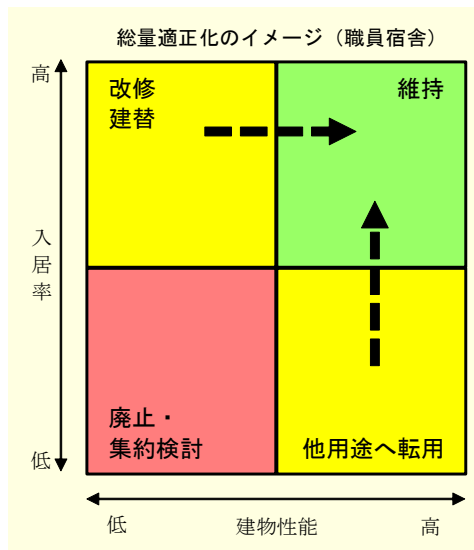 総量適正化のイメージ（職員宿舎）
高
改修
建替
維持
入居率
廃止・
集約検討
他用途へ転用
低
低
建物性能
高